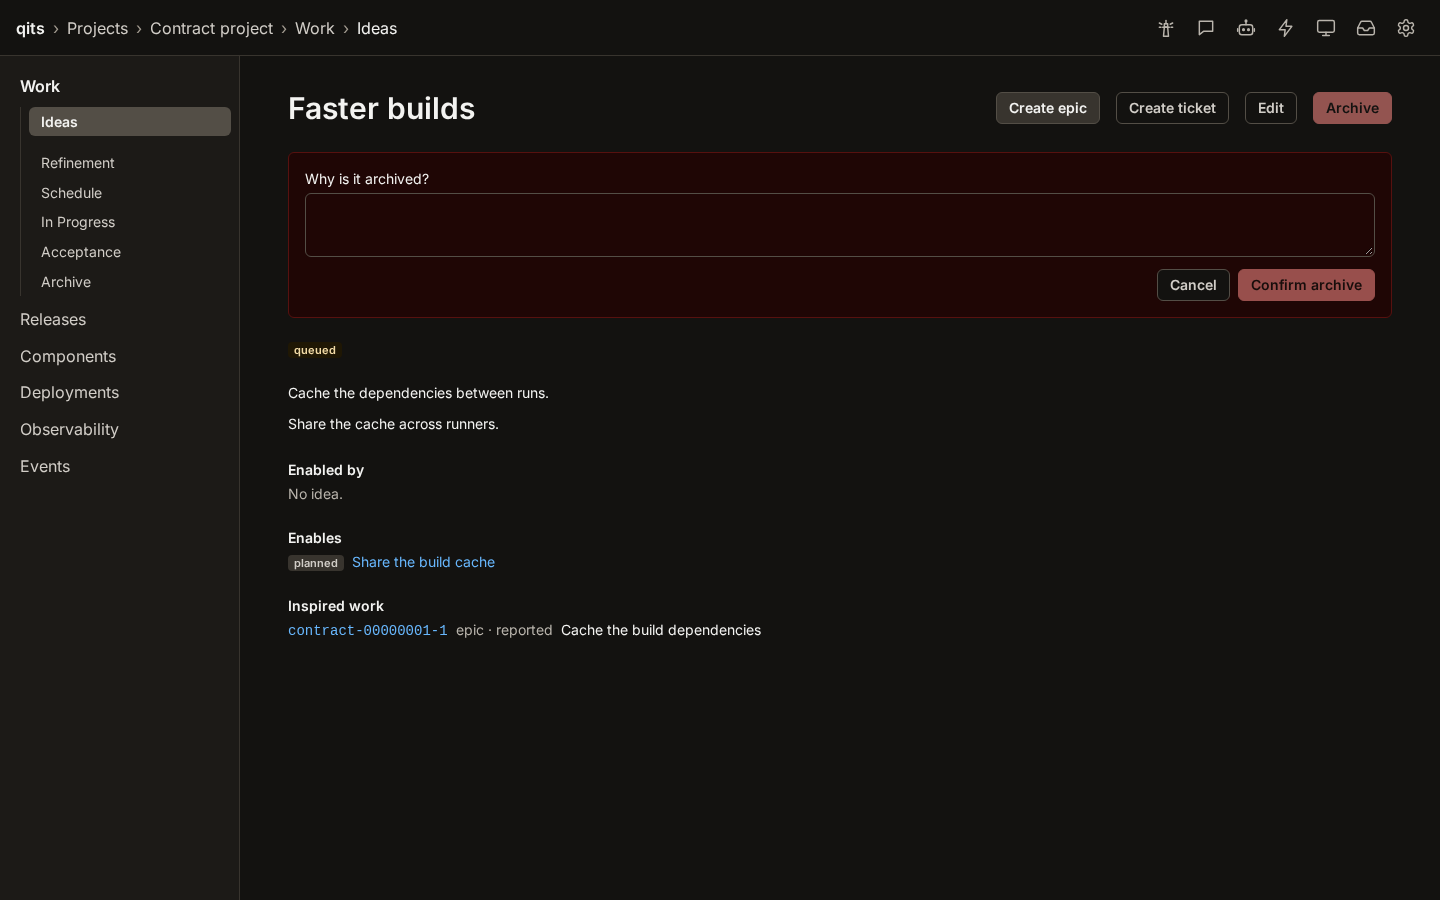 qits › Projects › Contract project › Work › Ideas
Work
Ideas
Refinement
Schedule
In Progress
Acceptance
Archive
Releases
Components
Deployments
Observability
Events
Faster builds
Create epic
Create ticket
Edit
Archive
Why is it archived?
Cancel
Confirm archive
queued
Cache the dependencies between runs.
Share the cache across runners.
Enabled by
No idea.
Enables
planned Share the build cache
Inspired work
contract-00000001-1 epic · reported Cache the build dependencies